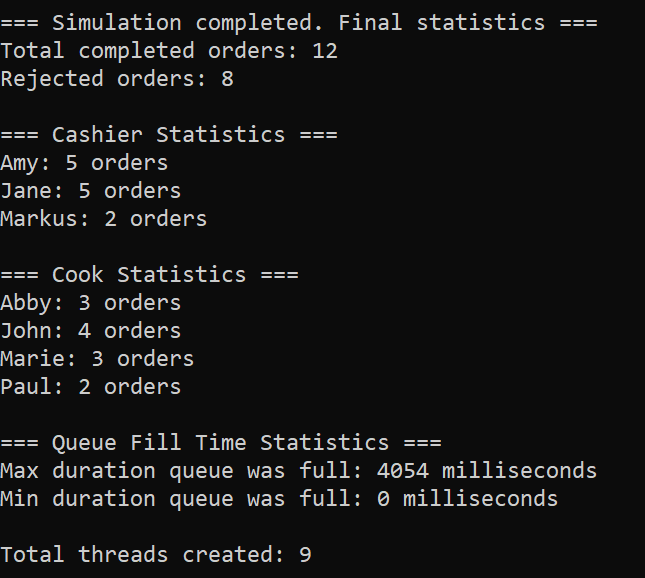 === Simulation completed. Final statistics ===
Total completed orders: 12
Rejected orders: 8
=== Cashier Statistics ===
Amy: 5 orders
Jane: 5 orders
Markus: 2 orders
=== Cook Statistics ===
Abby: 3 orders
John: 4 orders
Marie: 3 orders
Paul: 2 orders
=== Queue Fill Time Statistics ===
Max duration queue was full: 4054 milliseconds
Min duration queue was full: 0 milliseconds
Total threads created: 9